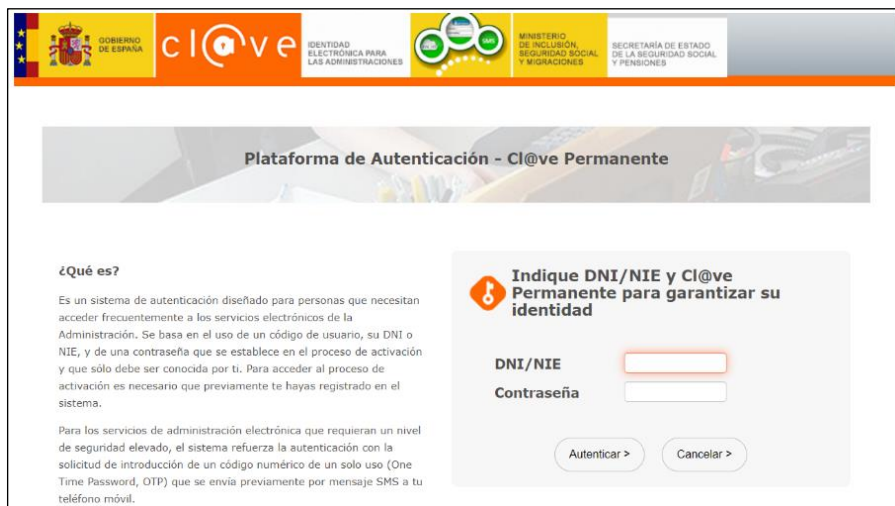 GOBIERNO
DE ESPAÑA
cl@ve
IDENTIDAD
ELECTRÓNICA PARA
LAS ADMINISTRACIONES
SMS
MINISTERIO
DE INCLUSIÓN,
SEGURIDAD SOCIAL
Y MIGRACIONES
SECRETARÍA DE ESTADO
DE LA SEGURIDAD SOCIAL
Y PENSIONES
Plataforma de Autenticación - Cl@ve Permanente
¿Qué es?
Es un sistema de autenticación diseñado para personas que necesitan
acceder frecuentemente a los servicios electrónicos de la
Administración. Se basa en el uso de un código de usuario, su DNI o
NIE, y de una contraseña que se establece en el proceso de activación
y que sólo debe ser conocida por ti. Para acceder al proceso de
activación es necesario que previamente te hayas registrado en el
sistema.
Para los servicios de administración electrónica que requieran un nivel
de seguridad elevado, el sistema refuerza la autenticación con la
solicitud de introducción de un código numérico de un solo uso (One
Time Password, OTP) que se envía previamente por mensaje SMS a tu
teléfono móvil.
Indique DNI/NIE y Cl@ve
Permanente para garantizar su
identidad
DNI/NIE
Contraseña
Autenticar >
Cancelar >